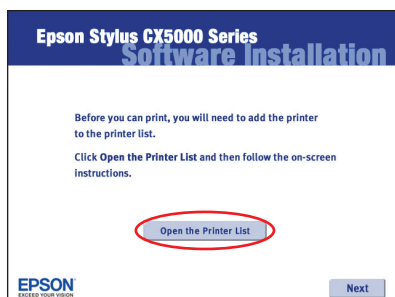 Epson Stylus CX5000 Series
Software Installation
Before you can print, you will need to add the printer
to the printer list.
Click Open the Printer List and then follow the on-screen
instructions.
Open the Printer List
EPSON
EXCEED YOUR VISION
Next